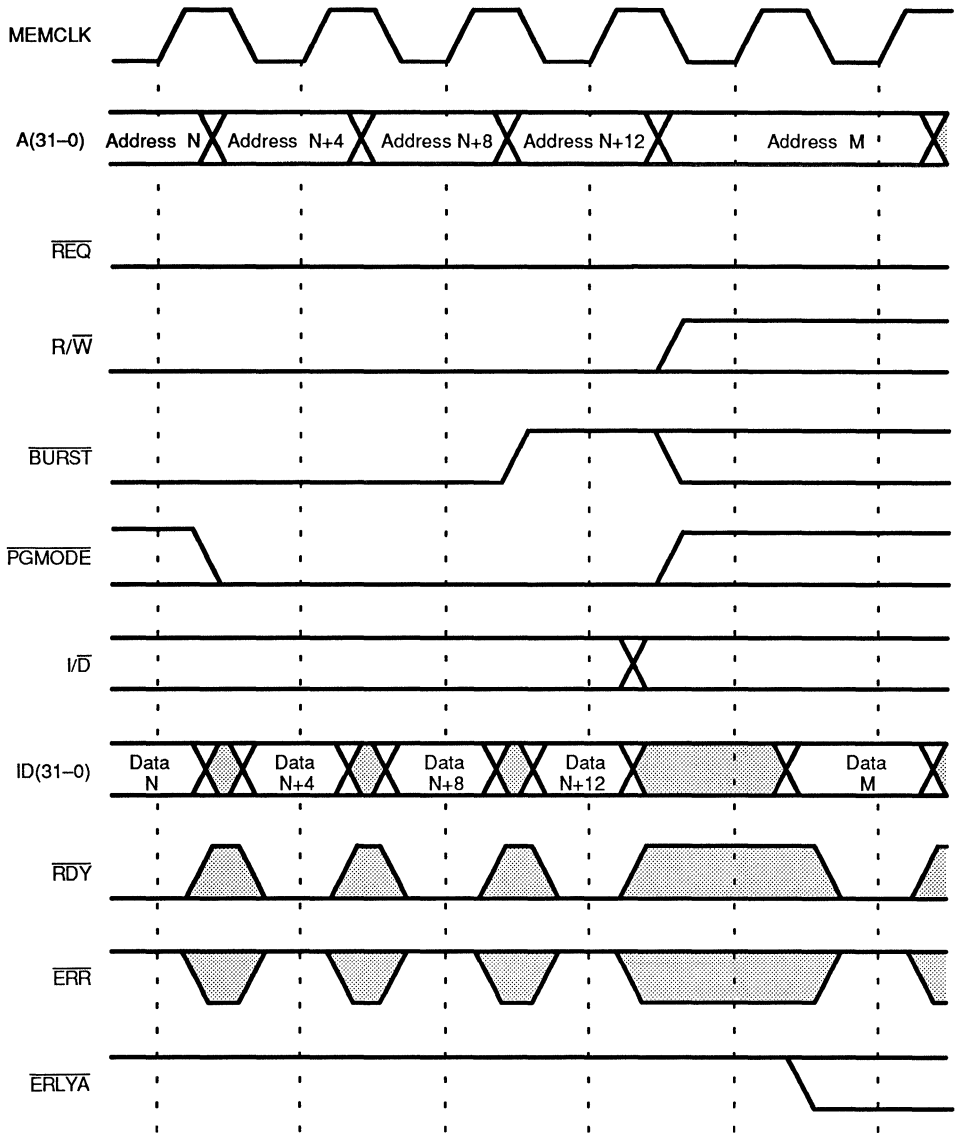 MEMCLK
A(31–0) Address N Address N+4 Address N+8 Address N+12 Address M
REQ
R/W
BURST
PGMODE
I/D
ID(31–0) Data N Data N+4 Data N+8 Data N+12 Data M
RDY
ERR
ERLYA